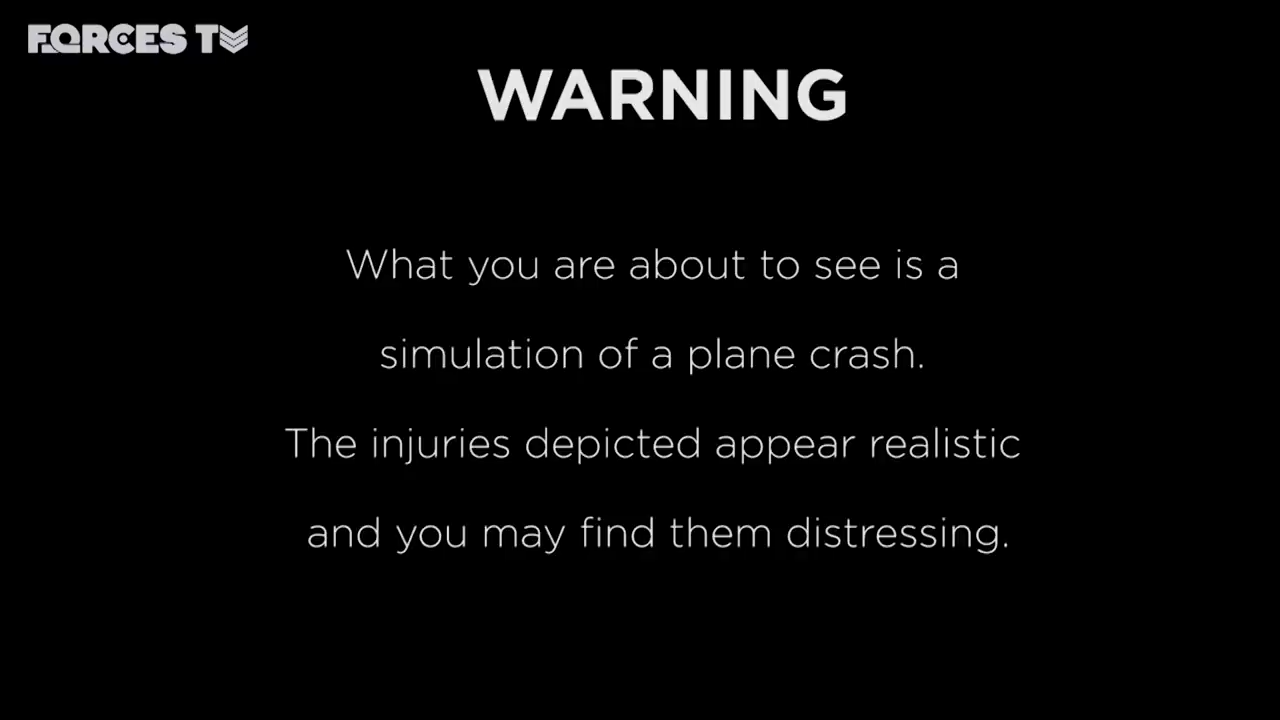 FORCES TV
WARNING
What you are about to see is a
simulation of a plane crash.
The injuries depicted appear realistic
and you may find them distressing.